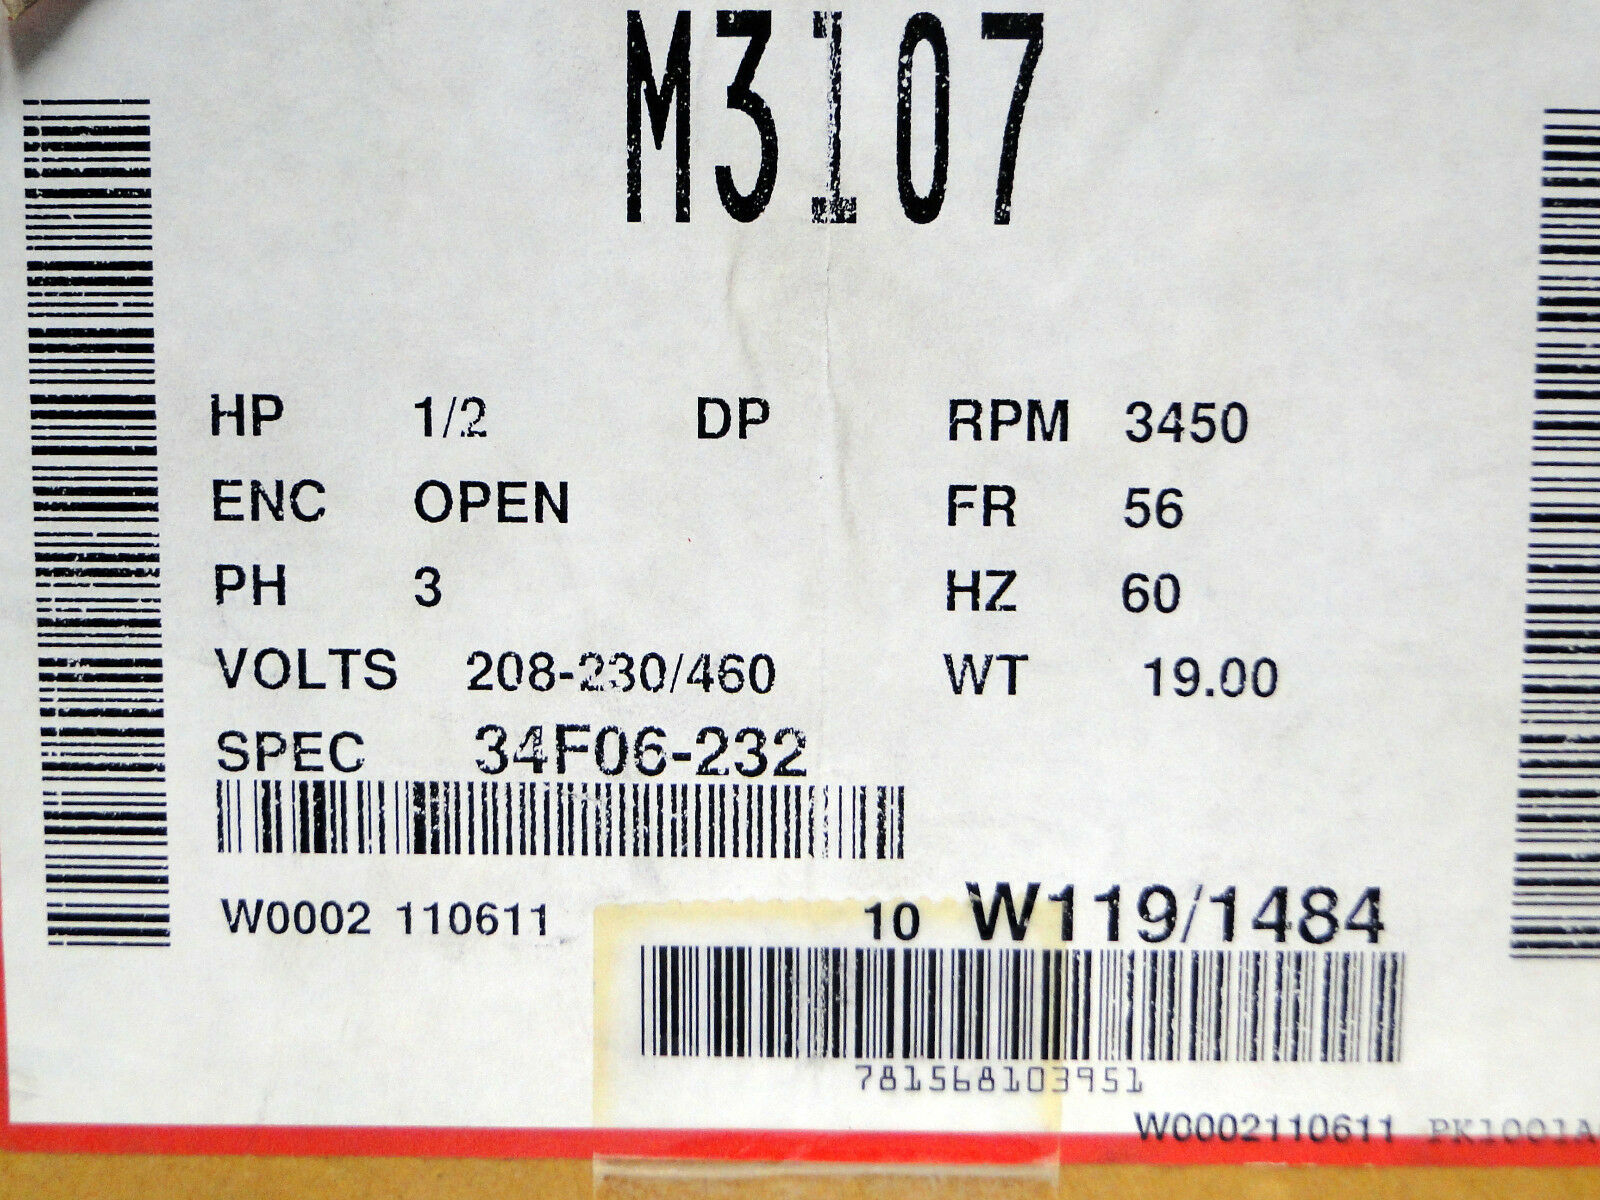 M3107
HP 1/2 DP RPM 3450
ENC OPEN FR 56
PH 3 HZ 60
VOLTS 208-230/460 WT 19.00
SPEC 34F06-232
W0002 110611 10 W119/1484
781568103951
W0002110611 PK1001A